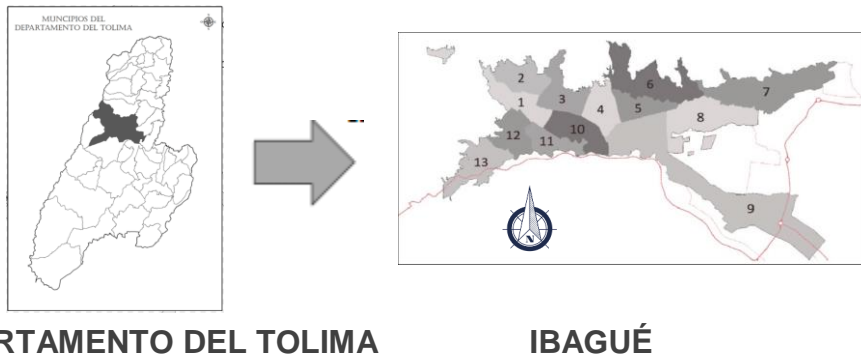 MUNCIPIOS DEL
DEPARTAMENTO DEL TOLIMA
2
6
7
1
3
4
5
8
12
10
11
13
9
N
RTAMENTO DEL TOLIMA
IBAGUÉ